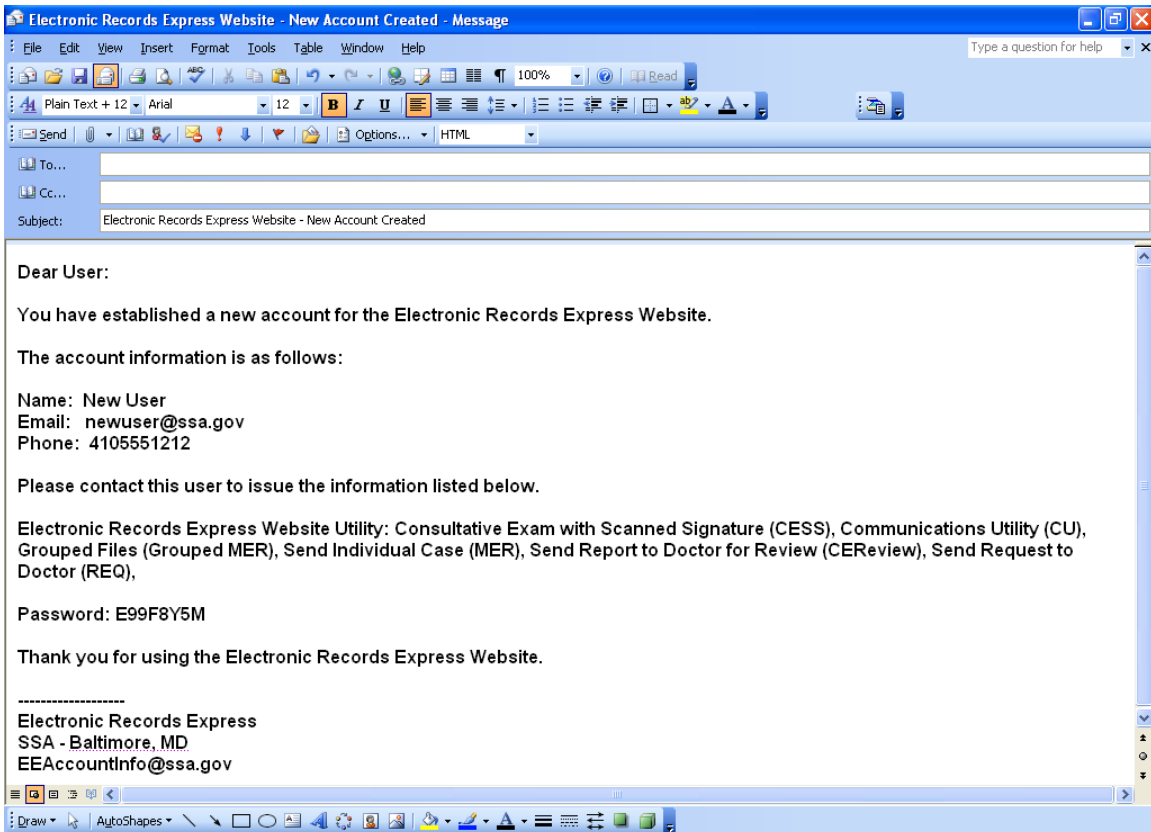 Electronic Records Express Website - New Account Created - Message
File Edit View Insert Format Tools Table Window Help Type a question for help
100% Read
Plain Text + 12 Arial 12 B I U
Send Options... HTML
To...
Cc...
Subject: Electronic Records Express Website - New Account Created
Dear User:
You have established a new account for the Electronic Records Express Website.
The account information is as follows:
Name: New User
Email: newuser@ssa.gov
Phone: 4105551212
Please contact this user to issue the information listed below.
Electronic Records Express Website Utility: Consultative Exam with Scanned Signature (CESS), Communications Utility (CU),
Grouped Files (Grouped MER), Send Individual Case (MER), Send Report to Doctor for Review (CEReview), Send Request to
Doctor (REQ),
Password: E99F8Y5M
Thank you for using the Electronic Records Express Website.
-------------------
Electronic Records Express
SSA - Baltimore, MD
EEAccountInfo@ssa.gov
Draw AutoShapes